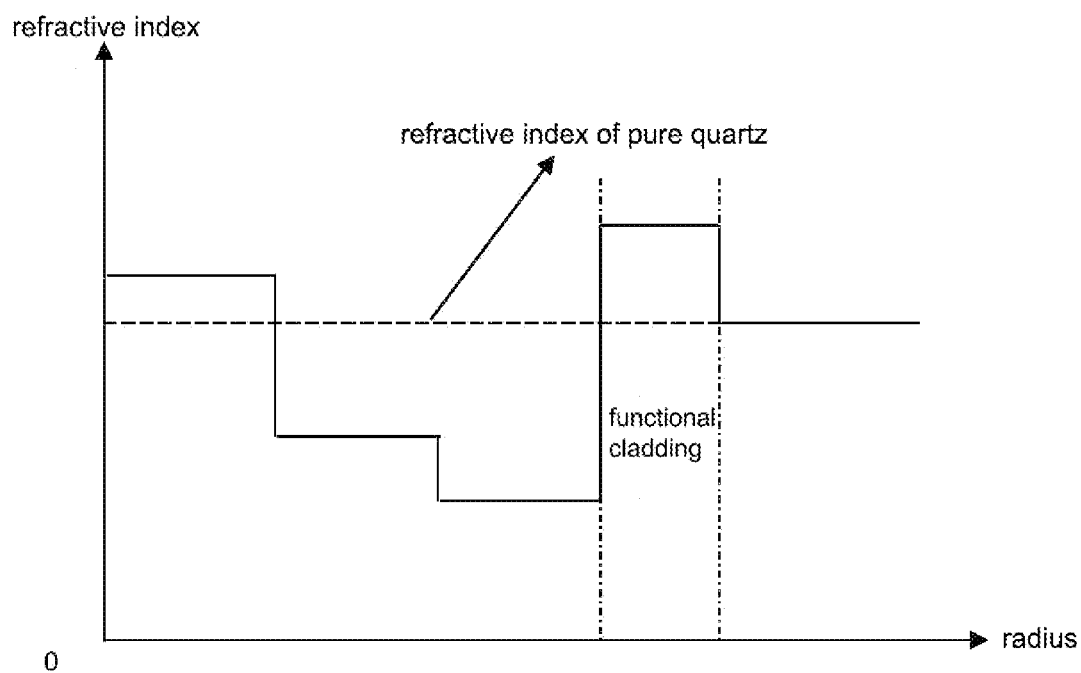 refractive index
refractive index of pure quartz
functional
cladding
radius
0